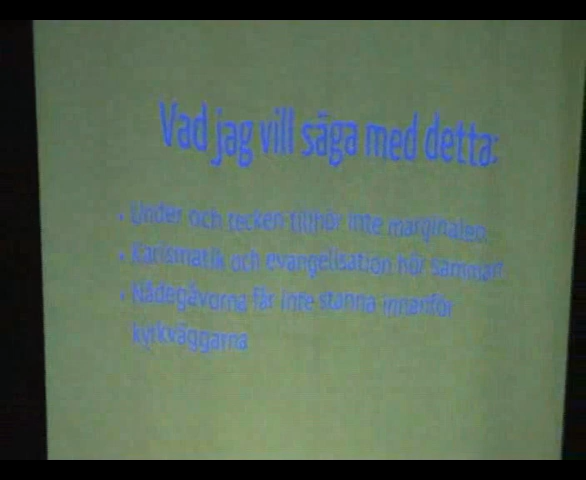 Vad jag vill säga med detta:
• Under och tecken tillhör inte marginalen
• Karismatik och evangelisation hör samman
• Nådegåvorna får inte stanna innanför
kyrkväggarna